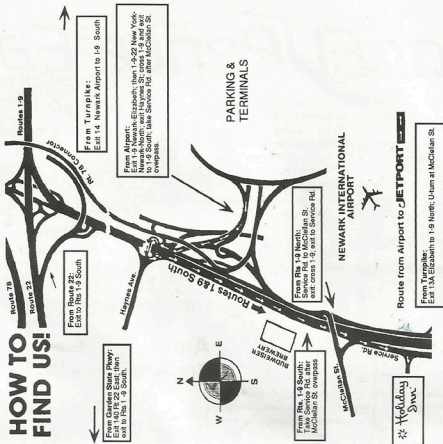 HOW TO
FIND US!
Route 78
Route 22
Routes 1-9
Rt. 78 Connector
From Turnpike:
Exit 14 Newark Airport to I-9 South
From Route 22:
Exit to Rts 1-9 South
From Airport:
Exit 1-9 Newark-Elizabeth; then 1-9-22 New York-
Newark-North; exit Haynes St; cross 1-9 and exit
to 1-9 South; take Service Rd. after McClellan St.
overpass.
PARKING &
TERMINALS
From Garden State Pkwy:
Exit 140 Rt 22 East; then
exit to Rts 1-9 South.
Haynes Ave.
Routes 1&9 South
N
E
S
W
BUDWEISER
BREWERY
From Rts. 1-9 South:
Take Service Rd. after
McClellan St. overpass
From Rts 1-9 North:
Service Rd. to McClellan St.
exit; cross 1-9; exit to Service Rd.
NEWARK INTERNATIONAL
AIRPORT
McClellan St.
Service Rd.
Holiday
Inn
Route from Airport to JETPORT
From Turnpike:
Exit 13A Elizabeth to 1-9 North, U-turn at McClellan St.